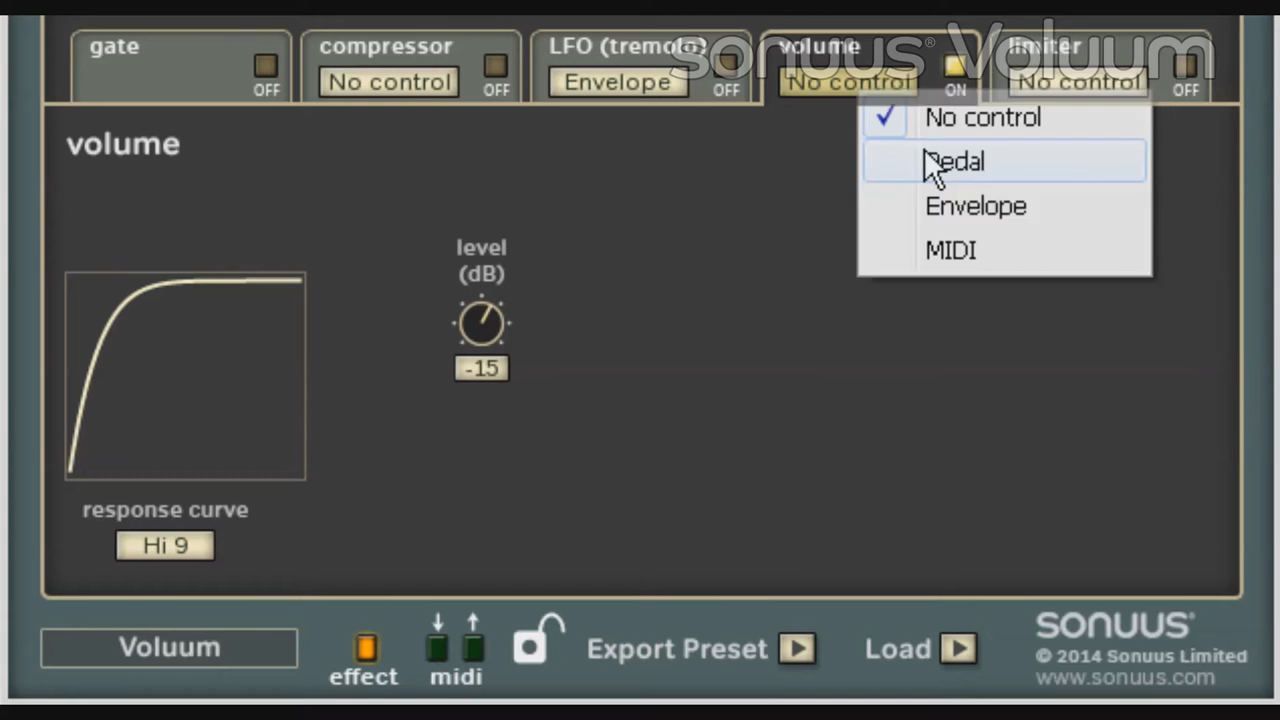 sonuus® Voluum
gate
OFF
compressor
No control
OFF
LFO (tremolo)
Envelope
OFF
volume
No control
ON
limiter
No control
OFF
No control
Pedal
Envelope
MIDI
volume
level
(dB)
-15
response curve
Hi 9
Voluum
effect
midi
Export Preset
Load
sonuus®
© 2014 Sonuus Limited
www.sonuus.com